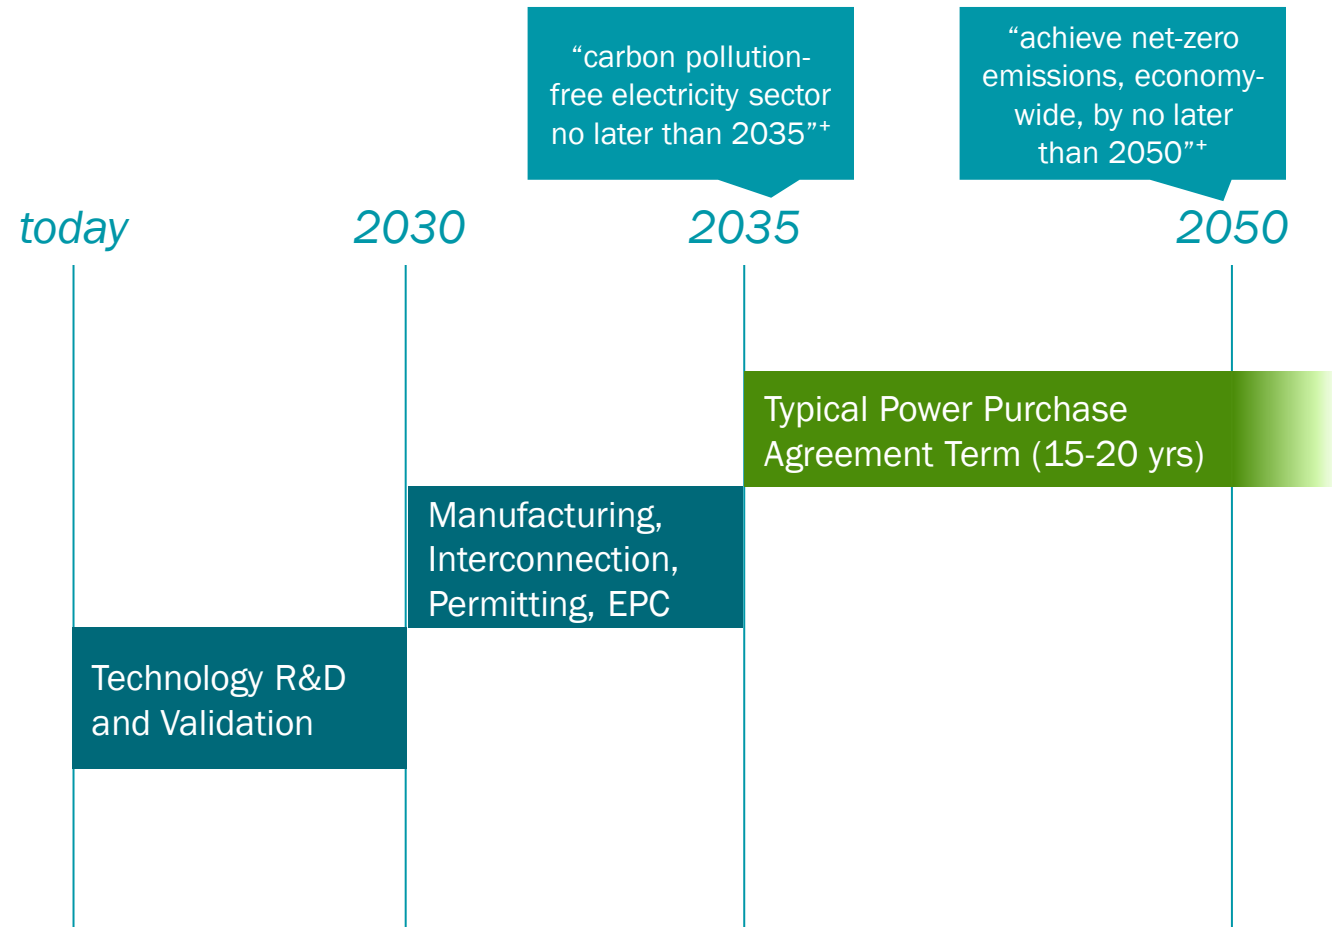 “carbon pollution-
free electricity sector
no later than 2035”+
“achieve net-zero
emissions, economy-
wide, by no later
than 2050”+
today
2030
2035
2050
Typical Power Purchase
Agreement Term (15-20 yrs)
Manufacturing,
Interconnection,
Permitting, EPC
Technology R&D
and Validation